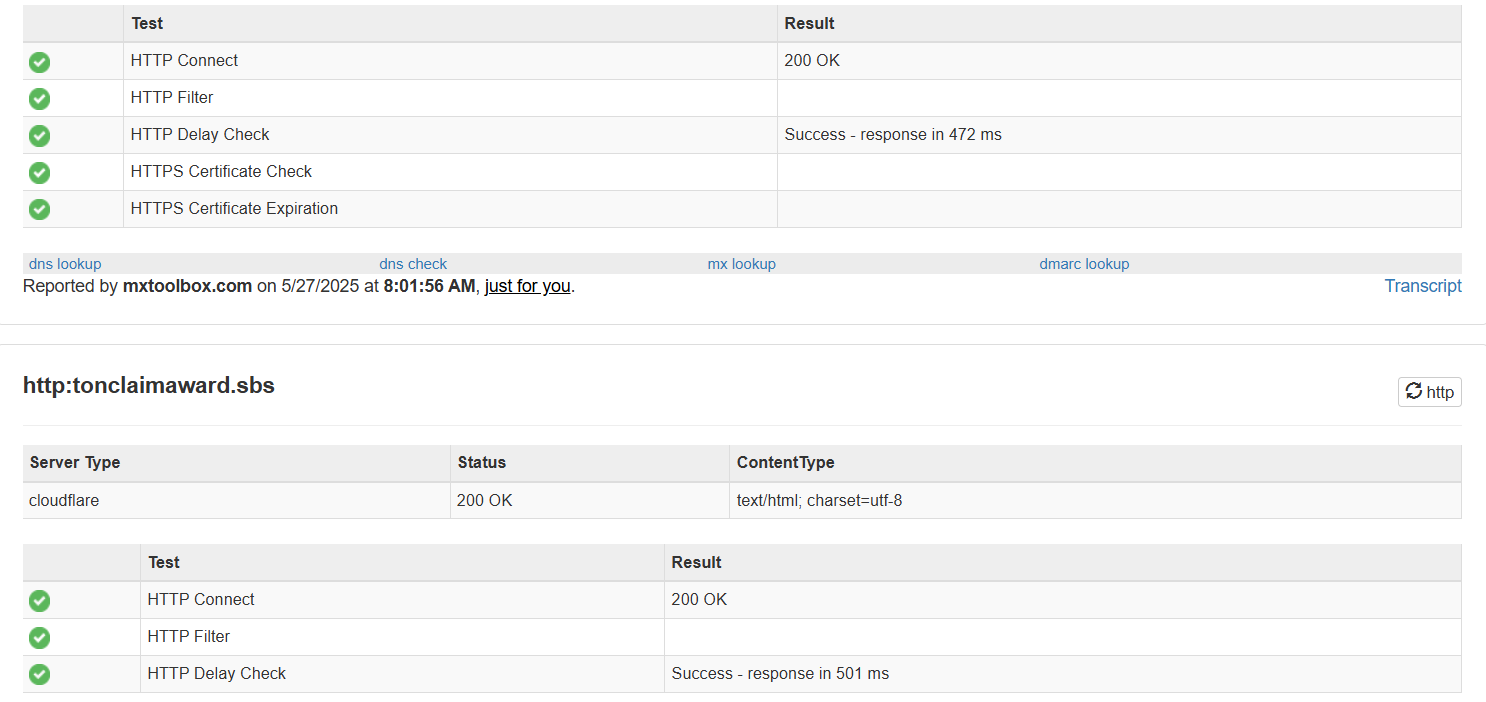 Test Result
HTTP Connect 200 OK
HTTP Filter
HTTP Delay Check Success - response in 472 ms
HTTPS Certificate Check
HTTPS Certificate Expiration
dns lookup dns check mx lookup dmarc lookup
Reported by mxtoolbox.com on 5/27/2025 at 8:01:56 AM, just for you. Transcript
http:tonclaimaward.sbs http
Server Type Status ContentType
cloudflare 200 OK text/html; charset=utf-8
Test Result
HTTP Connect 200 OK
HTTP Filter
HTTP Delay Check Success - response in 501 ms